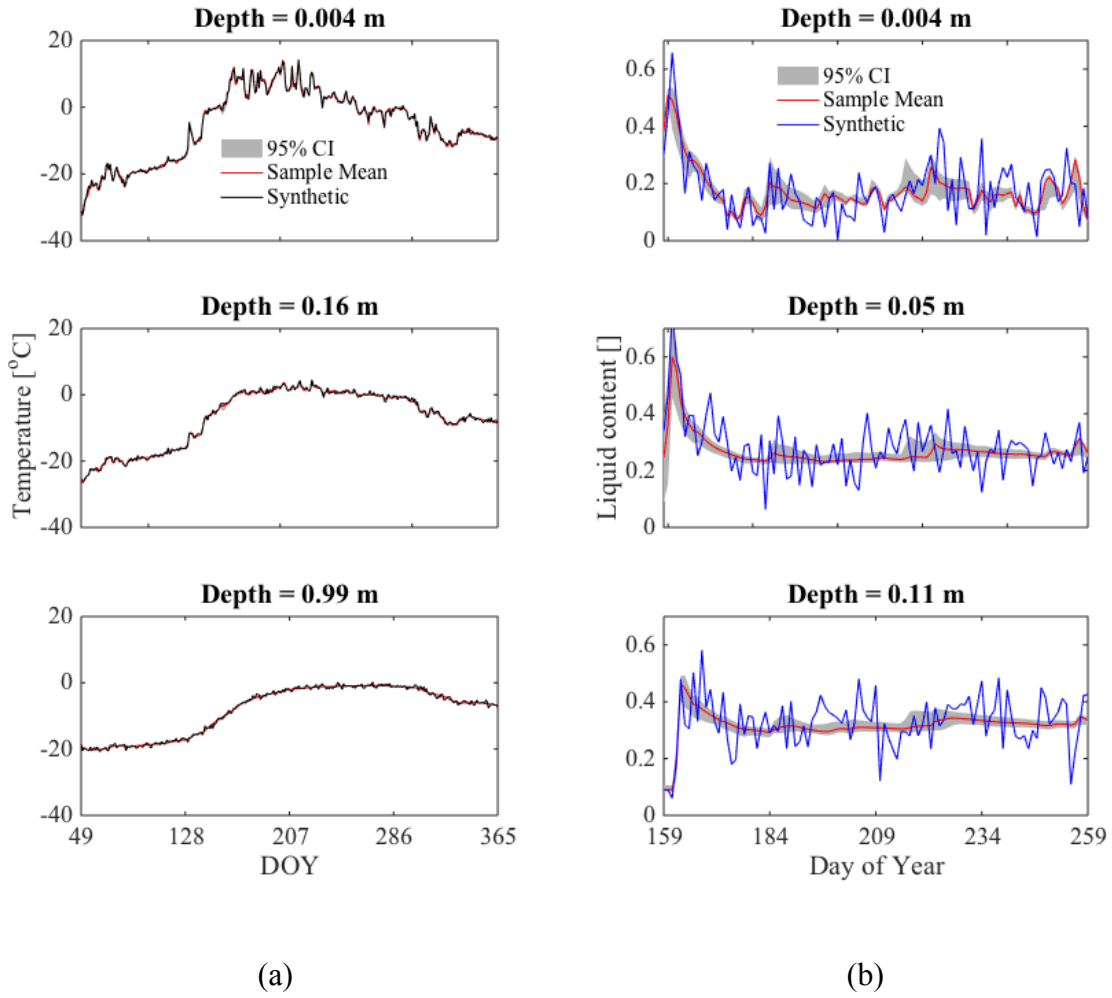 Depth = 0.004 m
20
0
-20
-40
95% CI
Sample Mean
Synthetic
Depth = 0.16 m
Temperature [°C]
20
0
-20
-40
Depth = 0.99 m
20
0
-20
-40
49 128 207 286 365
DOY
(a)
Depth = 0.004 m
0.6
0.4
0.2
0
95% CI
Sample Mean
Synthetic
Depth = 0.05 m
Liquid content []
0.6
0.4
0.2
0
Depth = 0.11 m
0.6
0.4
0.2
0
159 184 209 234 259
Day of Year
(b)